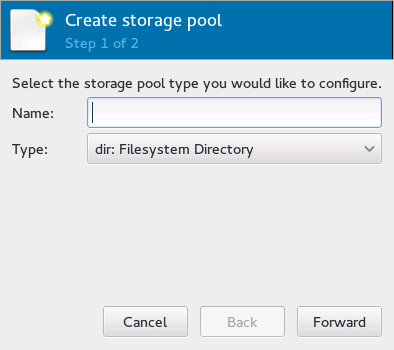 Create storage pool
Step 1 of 2
Select the storage pool type you would like to configure.
Name:
Type: dir: Filesystem Directory
Cancel Back Forward